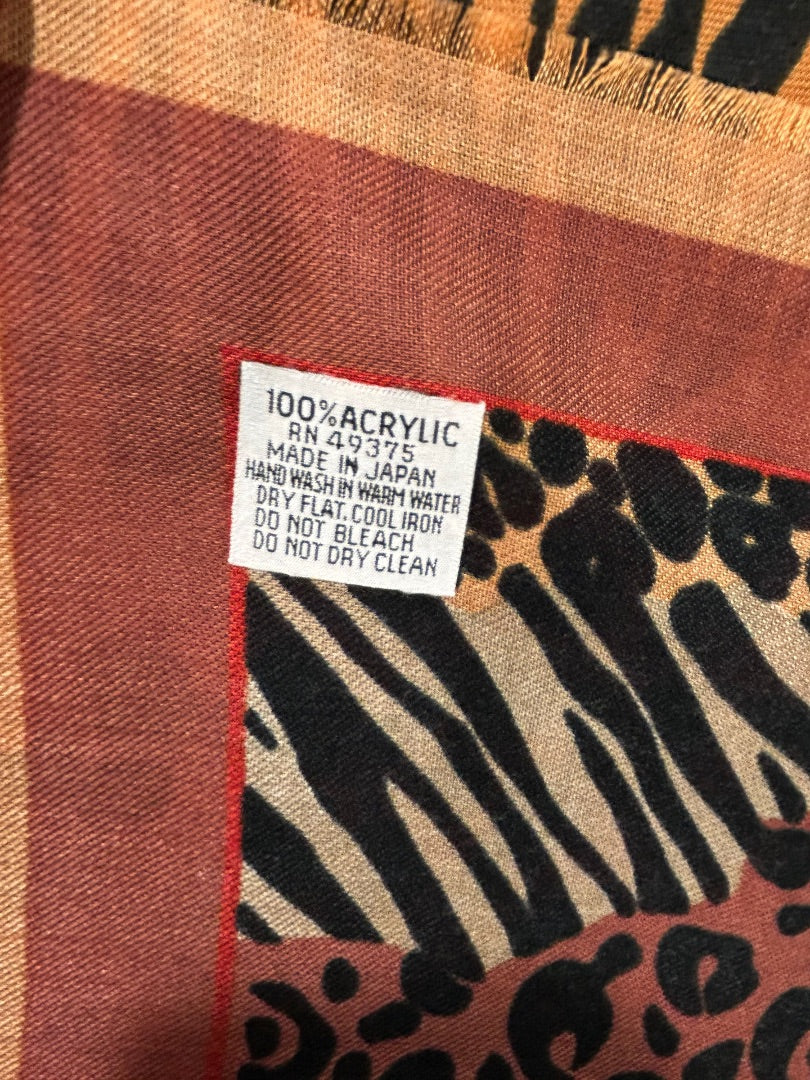 100% ACRYLIC
RN 49375
MADE IN JAPAN
HAND WASH IN WARM WATER
DRY FLAT. COOL IRON
DO NOT BLEACH
DO NOT DRY CLEAN